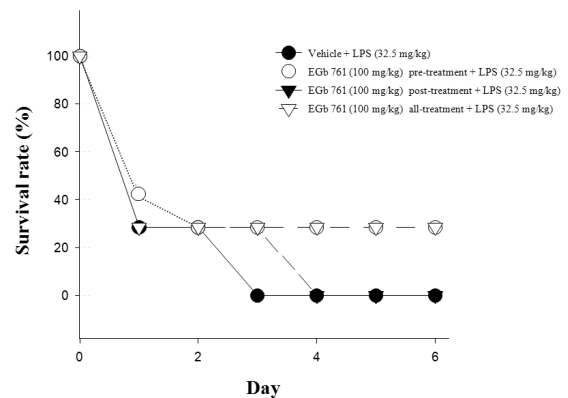 Vehicle + LPS (32.5 mg/kg)
EGb 761 (100 mg/kg) pre-treatment + LPS (32.5 mg/kg)
EGb 761 (100 mg/kg) post-treatment + LPS (32.5 mg/kg)
EGb 761 (100 mg/kg) all-treatment + LPS (32.5 mg/kg)
Survival rate (%)
100
80
60
40
20
0
0 2 4 6
Day